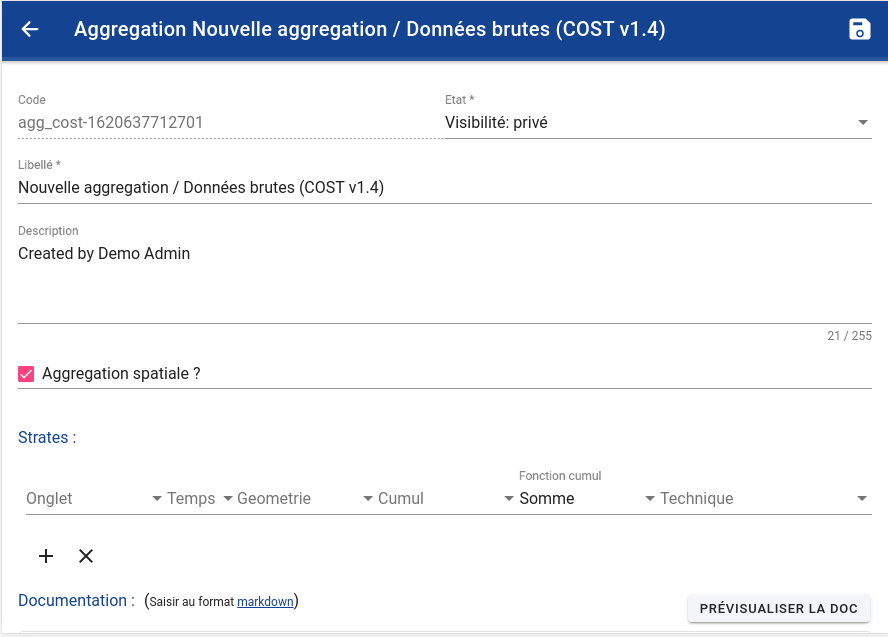 Aggregation Nouvelle aggregation / Données brutes (COST v1.4)
Code
Etat *
agg_cost-1620637712701
Visibilité: privé
Libellé *
Nouvelle aggregation / Données brutes (COST v1.4)
Description
Created by Demo Admin
21 / 255
Aggregation spatiale ?
Strates :
Fonction cumul
Onglet Temps Geometrie Cumul Somme Technique
Documentation : (Saisir au format markdown)
PRÉVISUALISER LA DOC